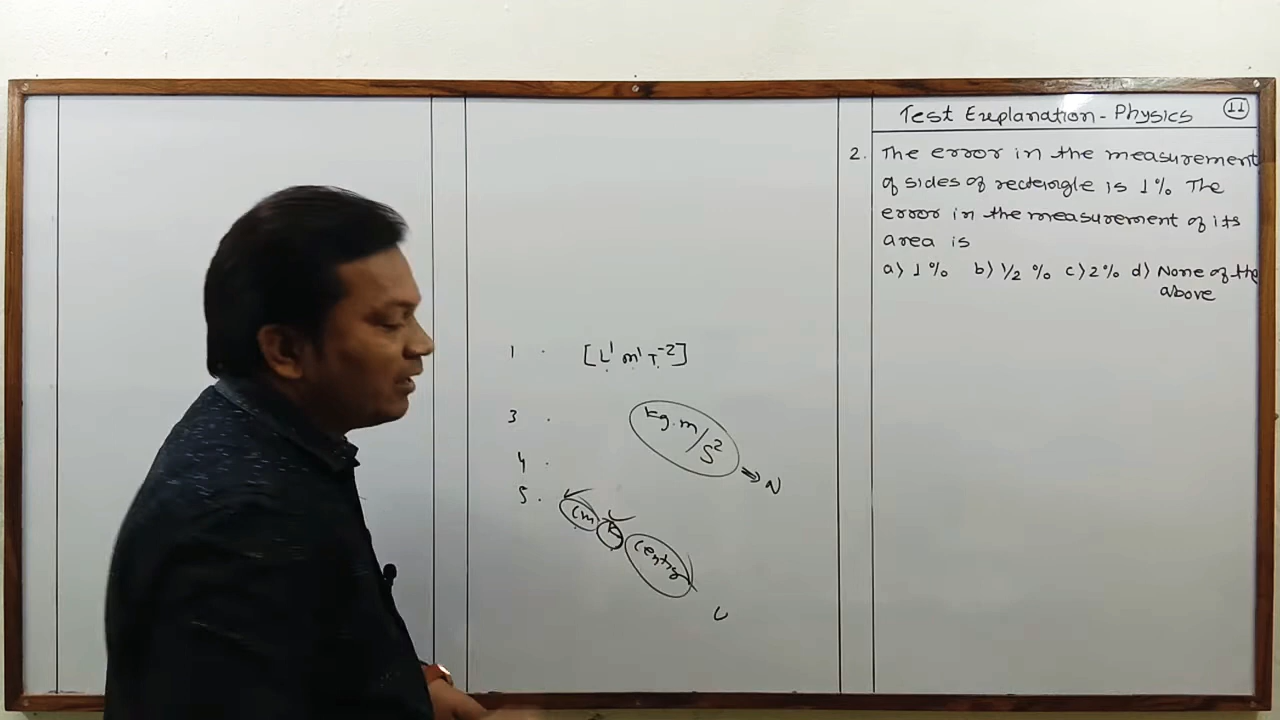 Test Explanation - Physics 11
2. The error in the measurement
of sides of rectangle is 1% The
error in the measurement of its
area is
a) 1% b) 1/2 % c) 2% d) None of the
above
1. [L¹ m¹ T⁻²]
3. kg.m/s² ⇒ N
4.
5. cm k